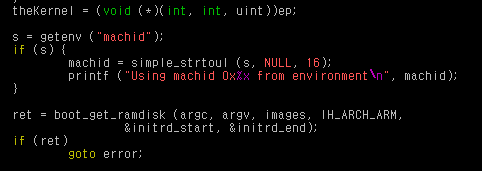 theKernel = (void (*)(int, int, uint))ep;
s = getenv ("machid");
if (s) {
machid = simple_strtoul (s, NULL, 16);
printf ("Using machid 0x%x from environment\n", machid);
}
ret = boot_get_ramdisk (argc, argv, images, IH_ARCH_ARM,
&initrd_start, &initrd_end);
if (ret)
goto error;